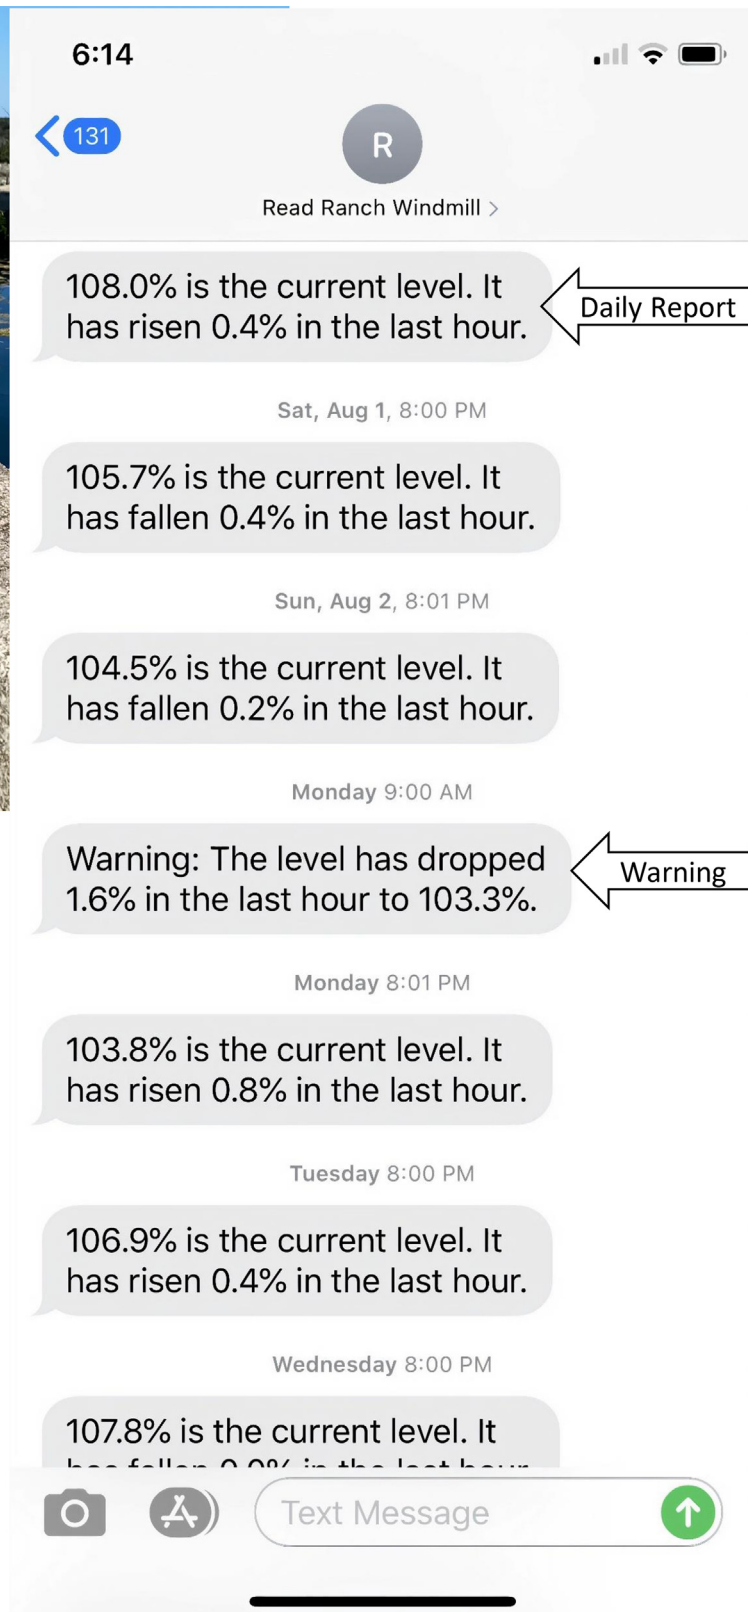 6:14
131
R
Read Ranch Windmill >
108.0% is the current level. It
has risen 0.4% in the last hour.
Daily Report
Sat, Aug 1, 8:00 PM
105.7% is the current level. It
has fallen 0.4% in the last hour.
Sun, Aug 2, 8:01 PM
104.5% is the current level. It
has fallen 0.2% in the last hour.
Monday 9:00 AM
Warning: The level has dropped
1.6% in the last hour to 103.3%.
Warning
Monday 8:01 PM
103.8% is the current level. It
has risen 0.8% in the last hour.
Tuesday 8:00 PM
106.9% is the current level. It
has risen 0.4% in the last hour.
Wednesday 8:00 PM
107.8% is the current level. It
has fallen in the last hour
Text Message